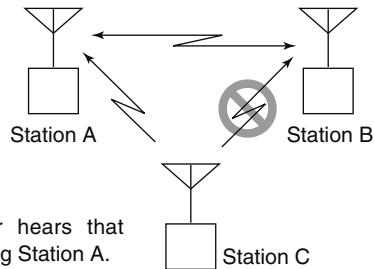 Station A
Station B
r hears that
g Station A.
Station C